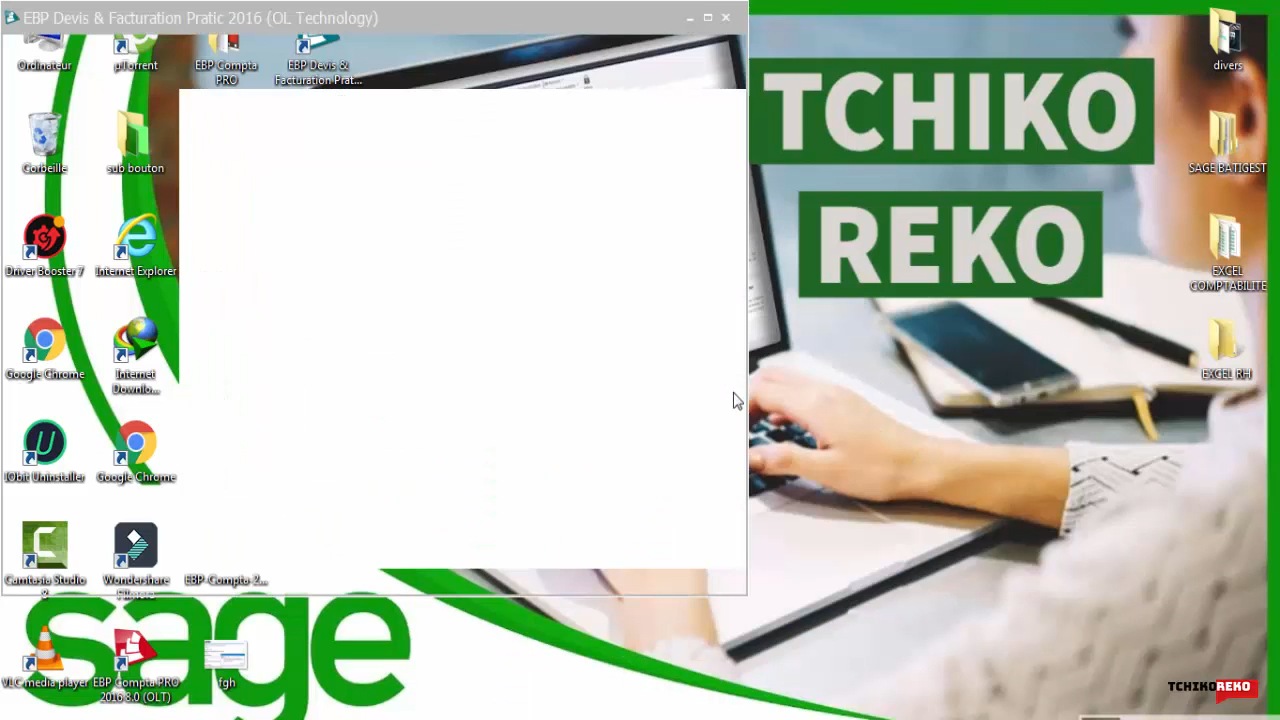 EBP Devis & Facturation Pratic 2016 (OL Technology)
Ordinateur
µTorrent
EBP Compta
PRO
EBP Devis &
Facturation Prat...
divers
TCHIKO
REKO
Corbeille
sub bouton
SAGE BATIGEST
Driver Booster 7
Internet Explorer
EXCEL
COMPTABILITE
Google Chrome
Internet
Downlo...
EXCEL RH
IObit Uninstaller
Google Chrome
Camtasia Studio
8
Wondershare
Filmora
EBP-Compta-2...
sage
VLC media player
EBP Compta PRO
2016 8.0 (OLT)
fgh
TCHIKOREKO